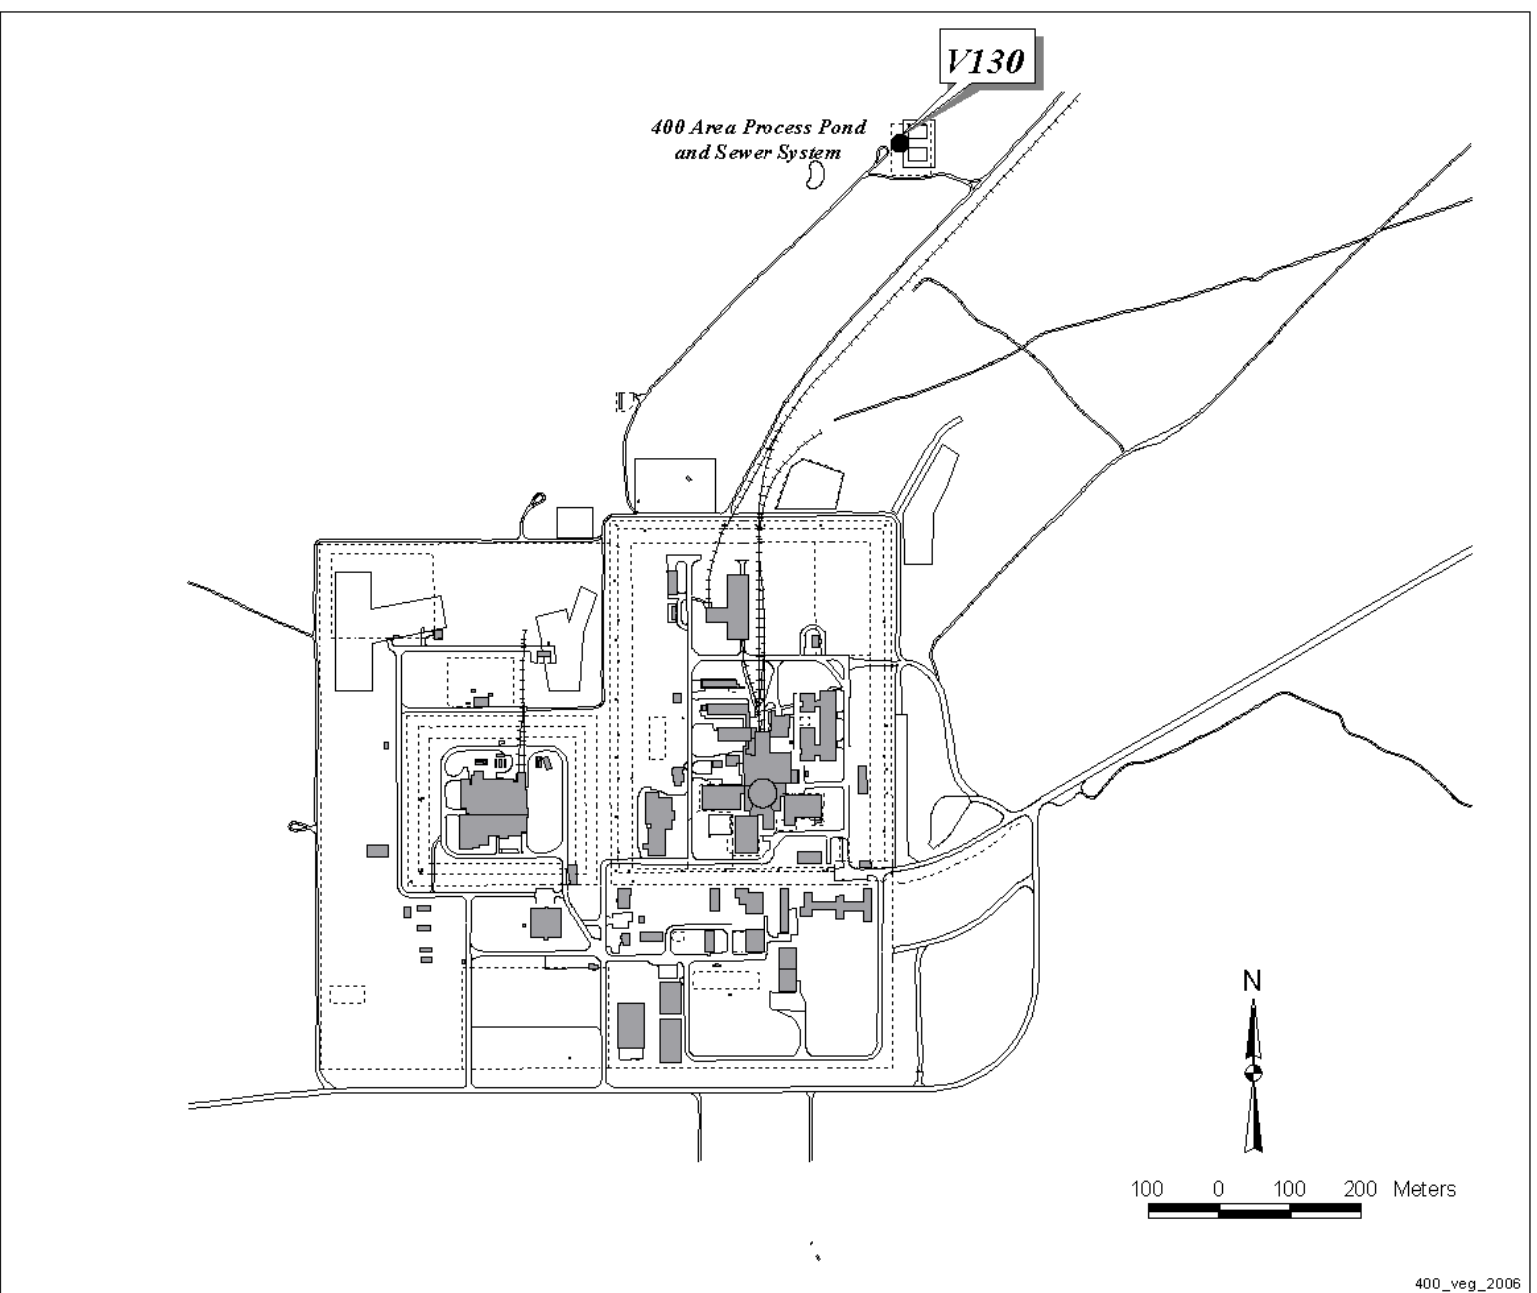 V130
400 Area Process Pond
and Sewer System
N
100 0 100 200 Meters
400_veg_2006